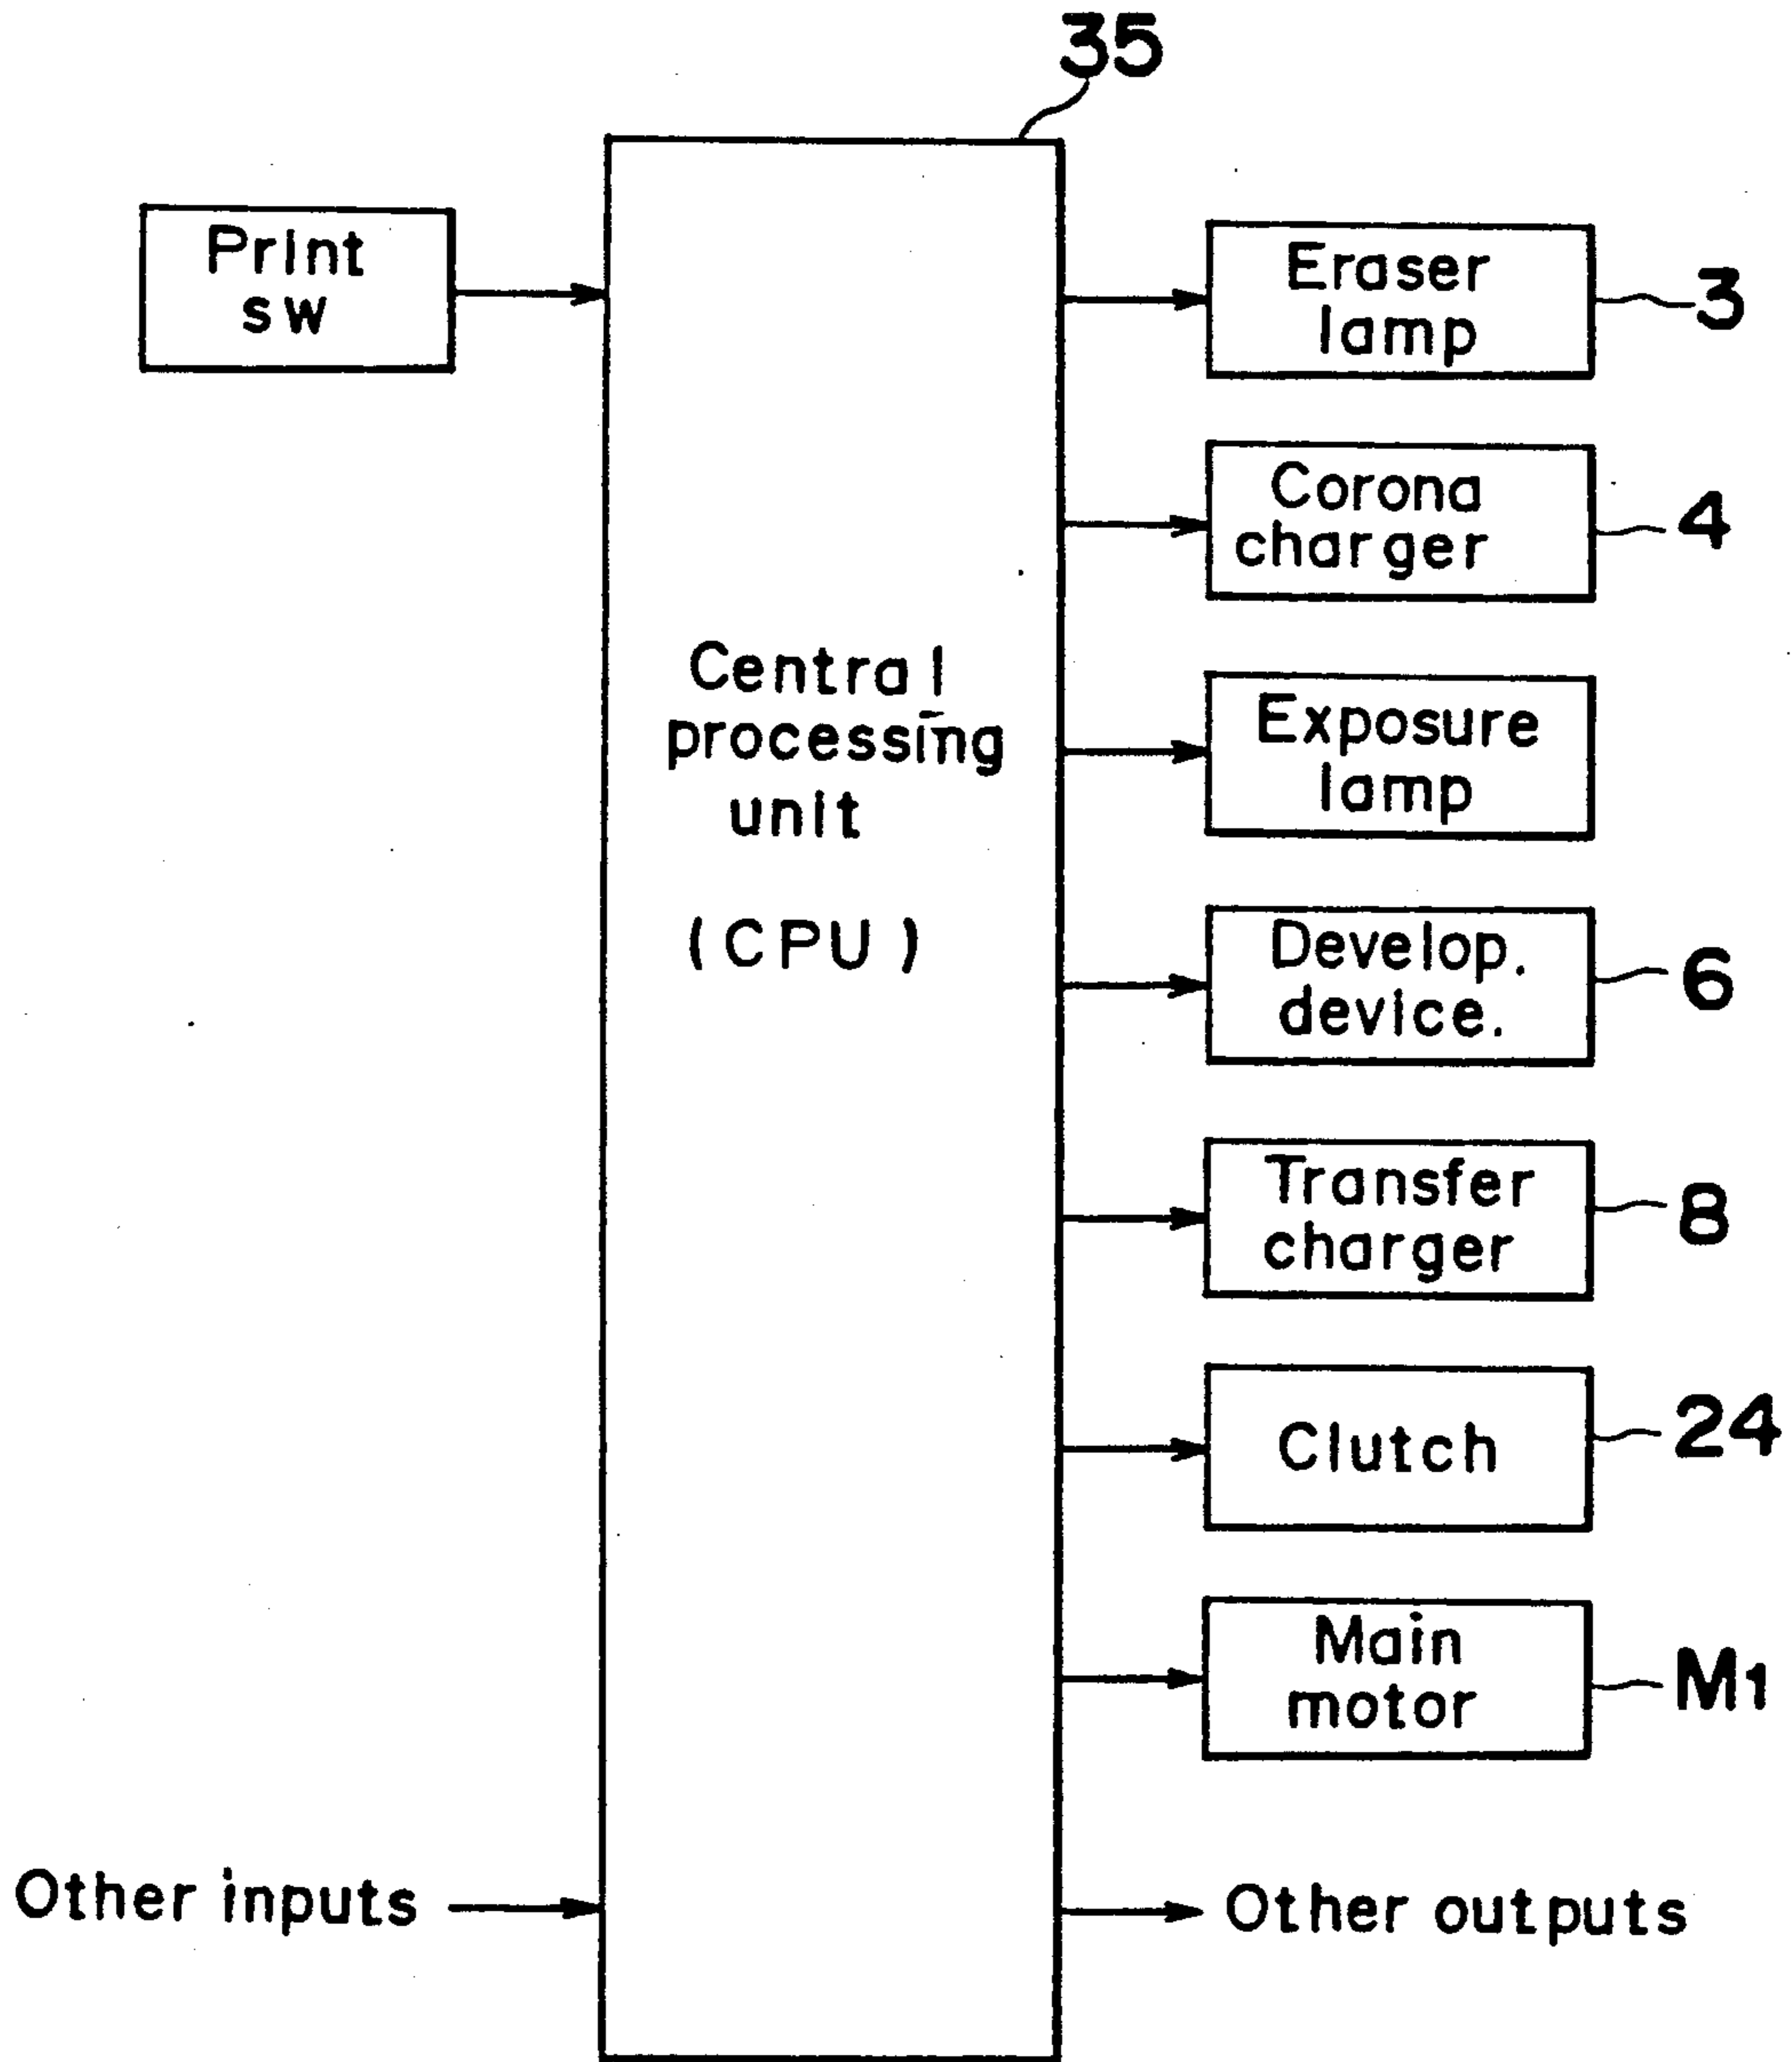 35
Print
sw
Eraser
lamp
3
Corona
charger
4
Central
processing
unit
(CPU)
Exposure
lamp
Develop.
device.
6
Transfer
charger
8
Clutch
24
Main
motor
M1
Other inputs
Other outputs